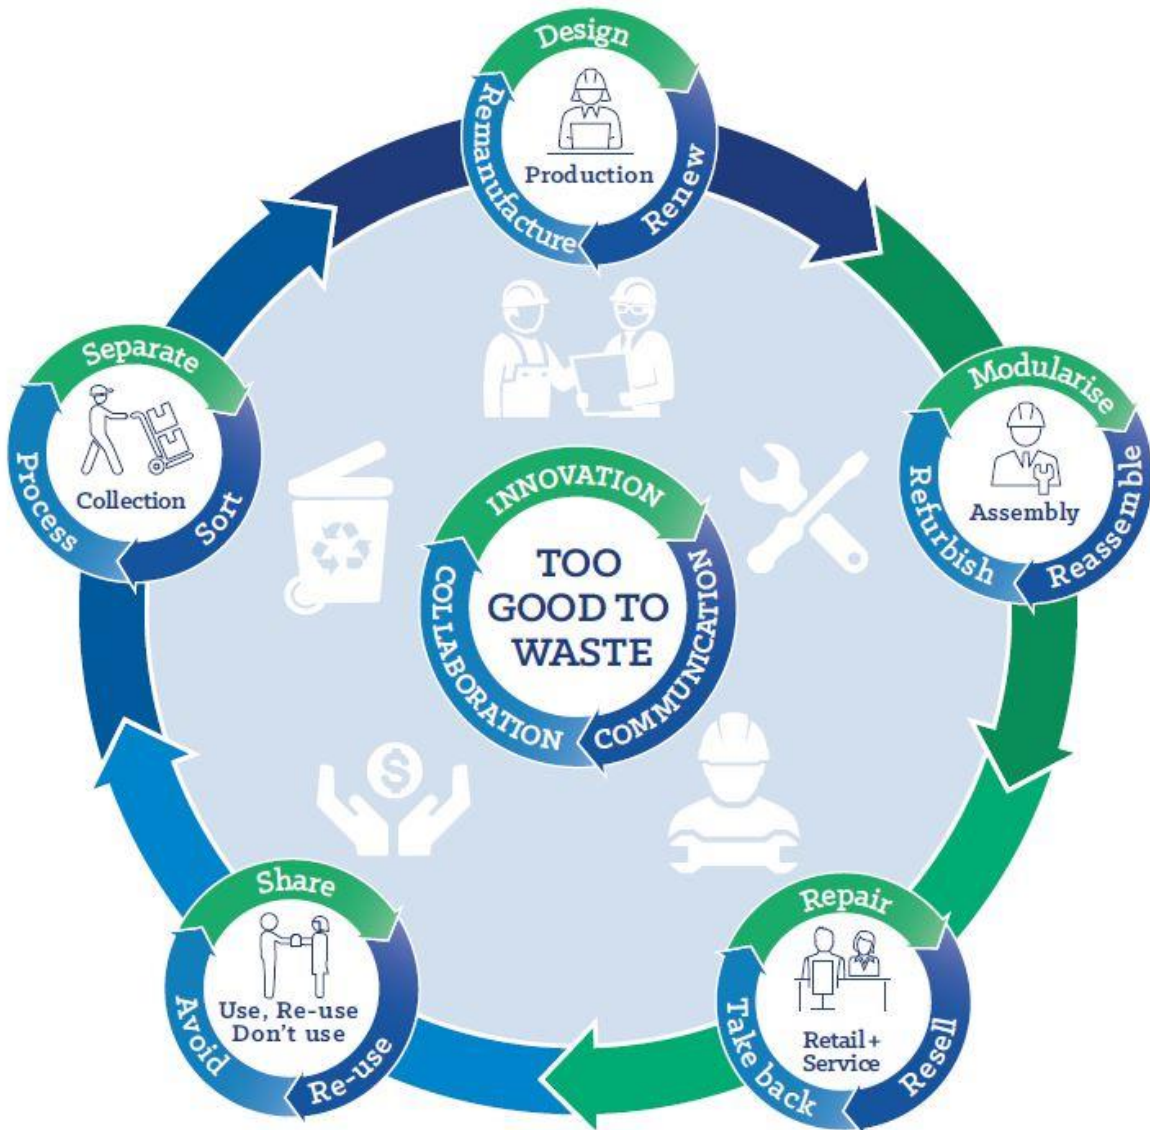 Design
Renew
Remanufacture
Production
Modularise
Reassemble
Refurbish
Assembly
Repair
Resell
Take back
Retail +
Service
Share
Re-use
Avoid
Use, Re-use
Don't use
Separate
Sort
Process
Collection
INNOVATION
COMMUNICATION
COLLABORATION
TOO
GOOD TO
WASTE
$